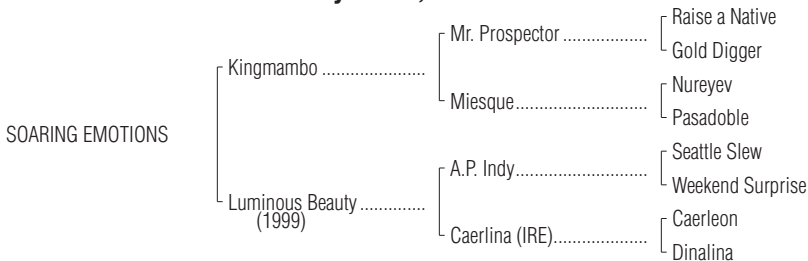 Raise a Native
Mr. Prospector ..................
Gold Digger
Kingmambo ......................
Nureyev
Miesque............................
Pasadoble
SOARING EMOTIONS
Seattle Slew
A.P. Indy............................
Weekend Surprise
Luminous Beauty ..............
(1999)
Caerleon
Caerlina (IRE)....................
Dinalina